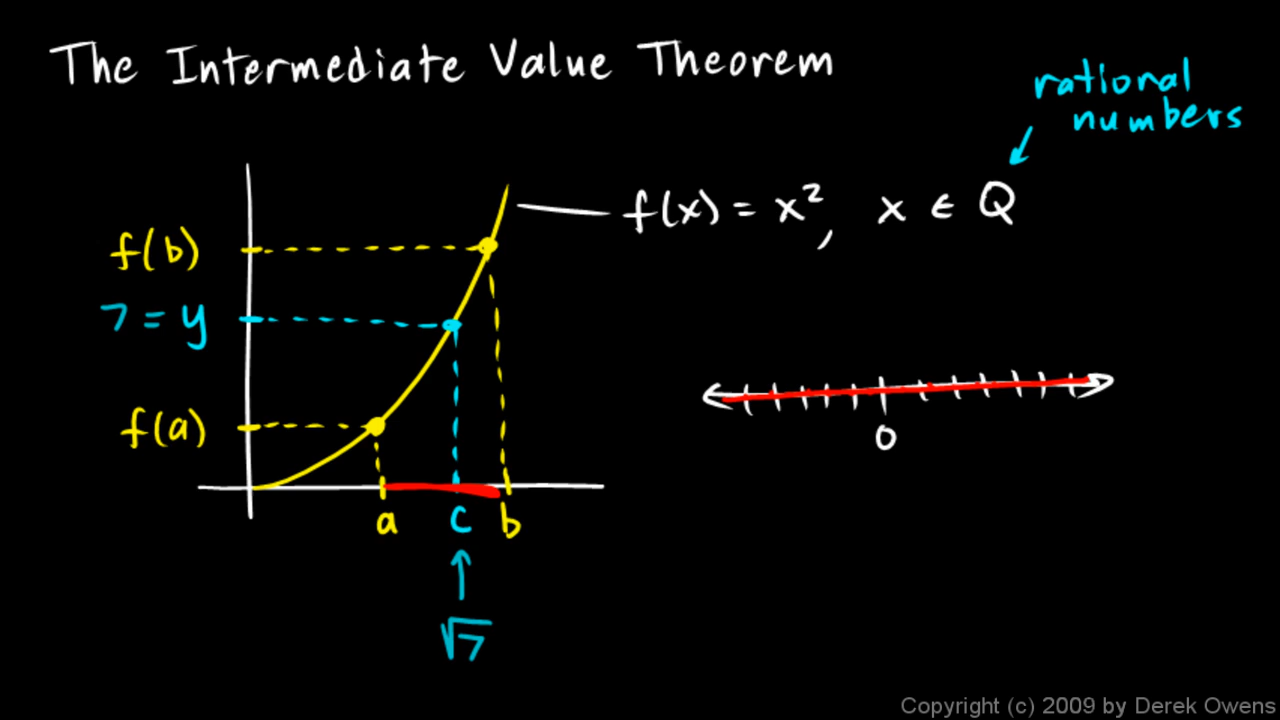 The Intermediate Value Theorem
rational
numbers
f(x) = x², x ∈ Q
f(b)
7 = y
f(a)
0
a c b
√7
Copyright (c) 2009 by Derek Owens